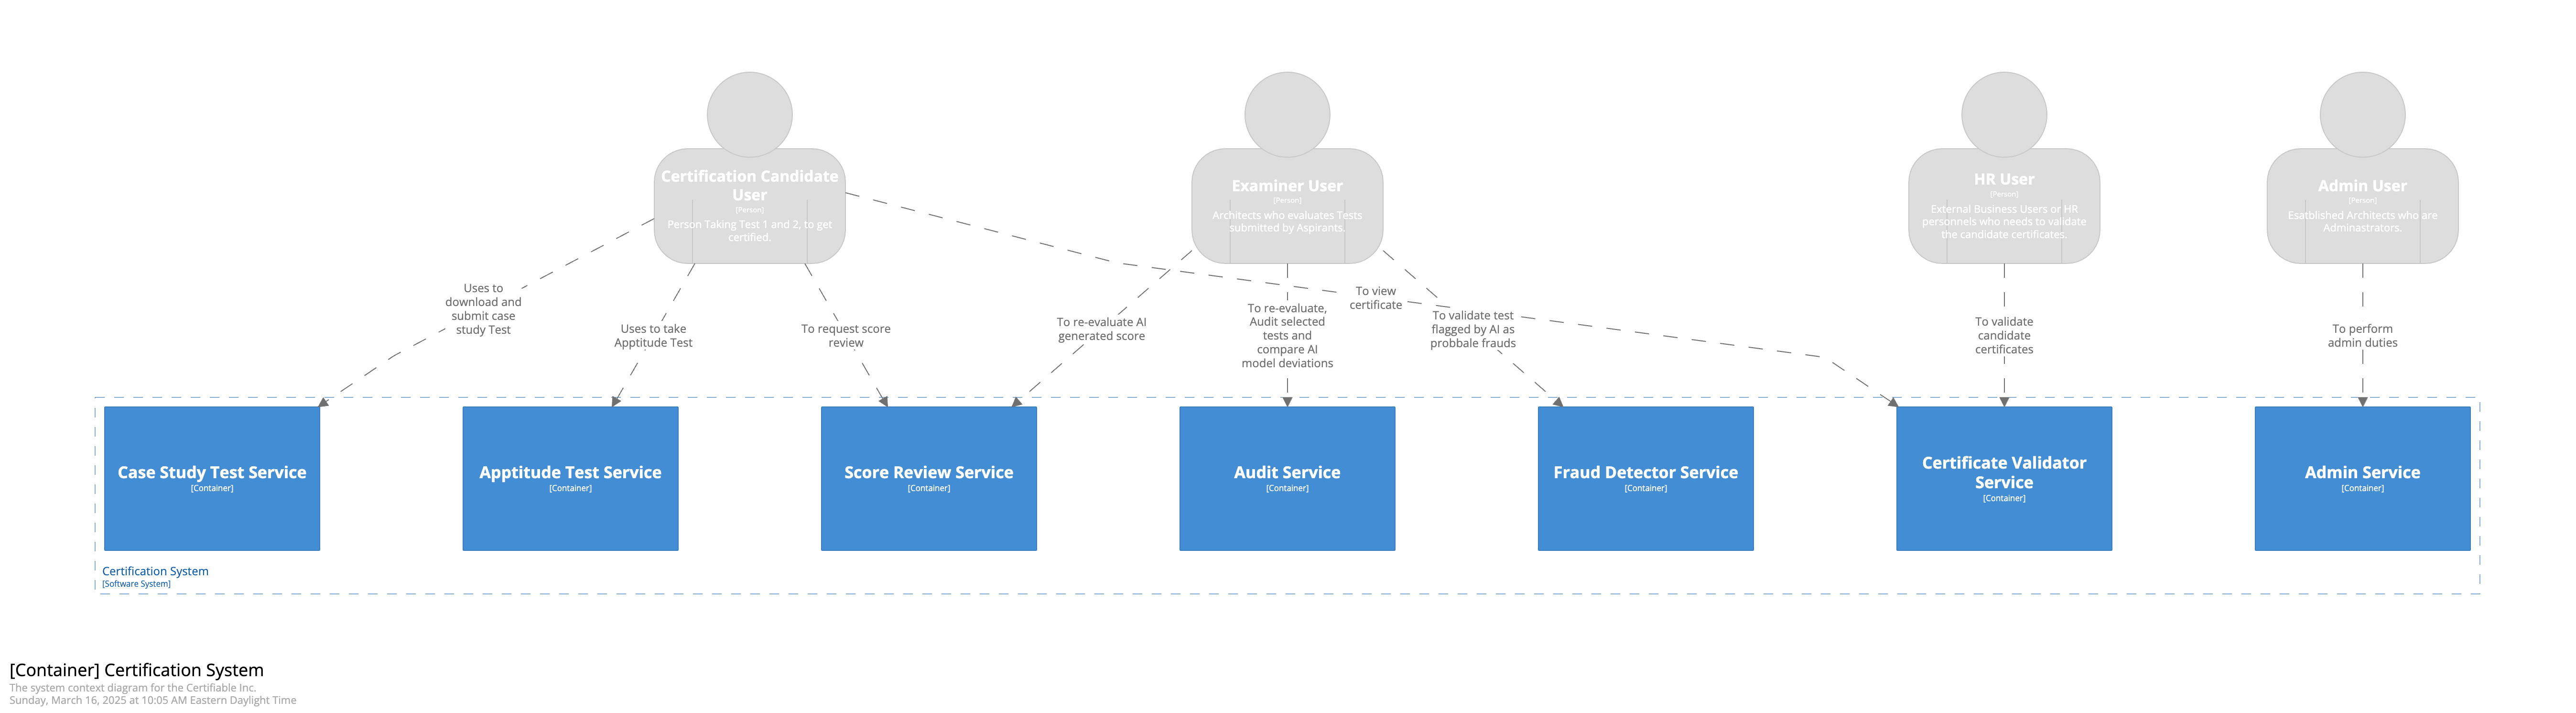 Certification Candidate
User
[Person]
Person Taking Test 1 and 2, to get
certified.
Examiner User
[Person]
Architects who evaluates Tests
submitted by Aspirants.
HR User
[Person]
External Business Users or HR
personnels who needs to validate
the candidate certificates.
Admin User
[Person]
Esatblished Architects who are
Adminastrators.
Uses to
download and
submit case
study Test
Uses to take
Apptitude Test
To request score
review
To re-evaluate AI
generated score
To re-evaluate,
Audit selected
tests and
compare AI
model deviations
To view
certificate
To validate test
flagged by AI as
probbale frauds
To validate
candidate
certificates
To perform
admin duties
Case Study Test Service
[Container]
Apptitude Test Service
[Container]
Score Review Service
[Container]
Audit Service
[Container]
Fraud Detector Service
[Container]
Certificate Validator
Service
[Container]
Admin Service
[Container]
Certification System
[Software System]
[Container] Certification System
The system context diagram for the Certifiable Inc.
Sunday, March 16, 2025 at 10:05 AM Eastern Daylight Time